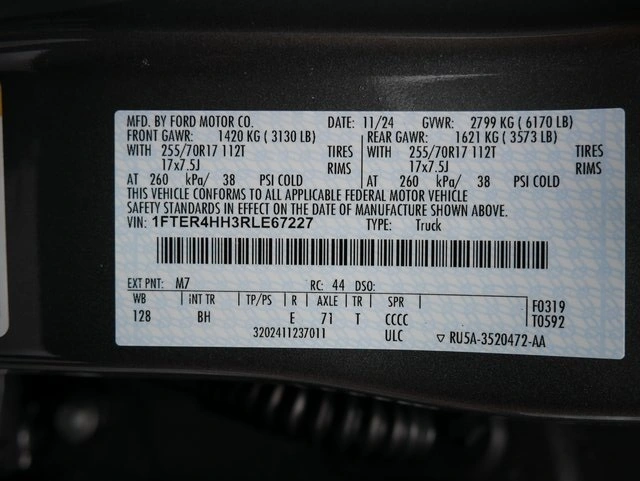 MFD. BY FORD MOTOR CO. DATE: 11/24 GVWR: 2799 KG ( 6170 LB)
FRONT GAWR: 1420 KG ( 3130 LB) REAR GAWR: 1621 KG ( 3573 LB)
WITH 255/70R17 112T TIRES WITH 255/70R17 112T TIRES
17x7.5J RIMS 17x7.5J RIMS
AT 260 kPa/ 38 PSI COLD AT 260 kPa/ 38 PSI COLD
THIS VEHICLE CONFORMS TO ALL APPLICABLE FEDERAL MOTOR VEHICLE
SAFETY STANDARDS IN EFFECT ON THE DATE OF MANUFACTURE SHOWN ABOVE.
VIN: 1FTER4HH3RLE67227 TYPE: Truck
EXT PNT: M7 RC: 44 DSO:
WB INT TR TP/PS R AXLE TR SPR F0319
128 BH E 71 T CCCC T0592
3202411237011 ULC ▽ RU5A-3520472-AA